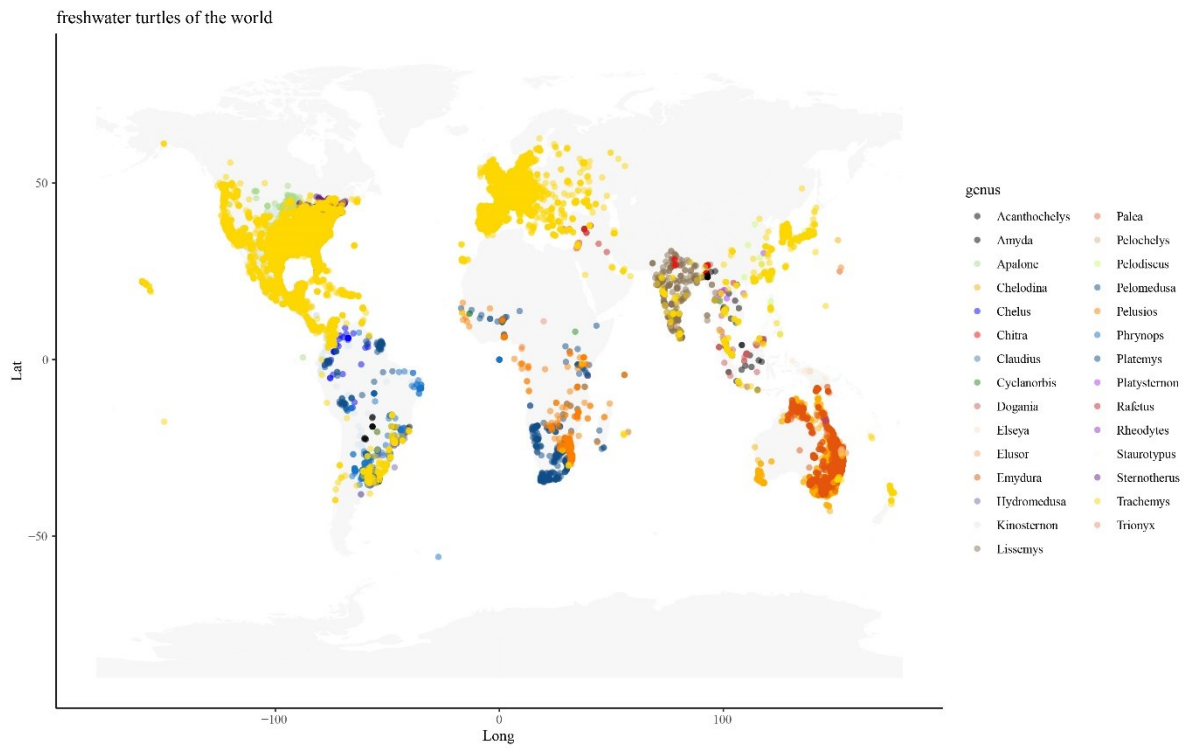 freshwater turtles of the world
50
0
−50
Lat
−100
0
100
Long
genus
Acanthochelys
Amyda
Apalone
Chelodina
Chelus
Chitra
Claudius
Cyclanorbis
Dogania
Elseya
Elusor
Emydura
Hydromedusa
Kinosternon
Lissemys
Palea
Pelochelys
Pelodiscus
Pelomedusa
Pelusios
Phrynops
Platemys
Platysternon
Rafetus
Rheodytes
Staurotypus
Sternotherus
Trachemys
Trionyx